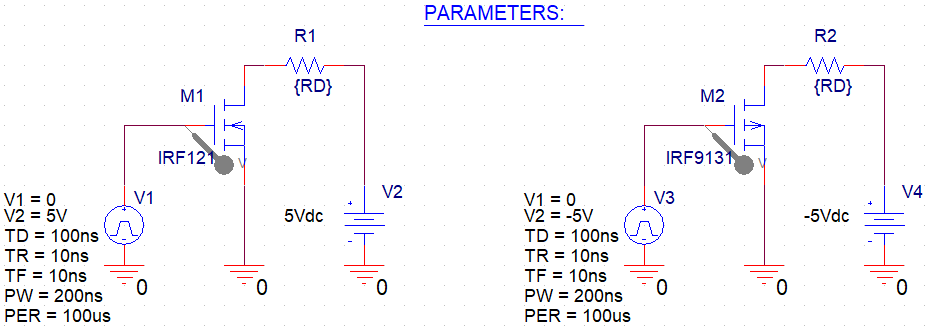 PARAMETERS:
R1
{RD}
M1
IRF121
V
V1
V1 = 0
V2 = 5V
TD = 100ns
TR = 10ns
TF = 10ns
PW = 200ns
PER = 100us
V2
5Vdc
+
-
0
0
0
R2
{RD}
M2
IRF9131
V
V3
V1 = 0
V2 = -5V
TD = 100ns
TR = 10ns
TF = 10ns
PW = 200ns
PER = 100us
V4
-5Vdc
+
-
0
0
0